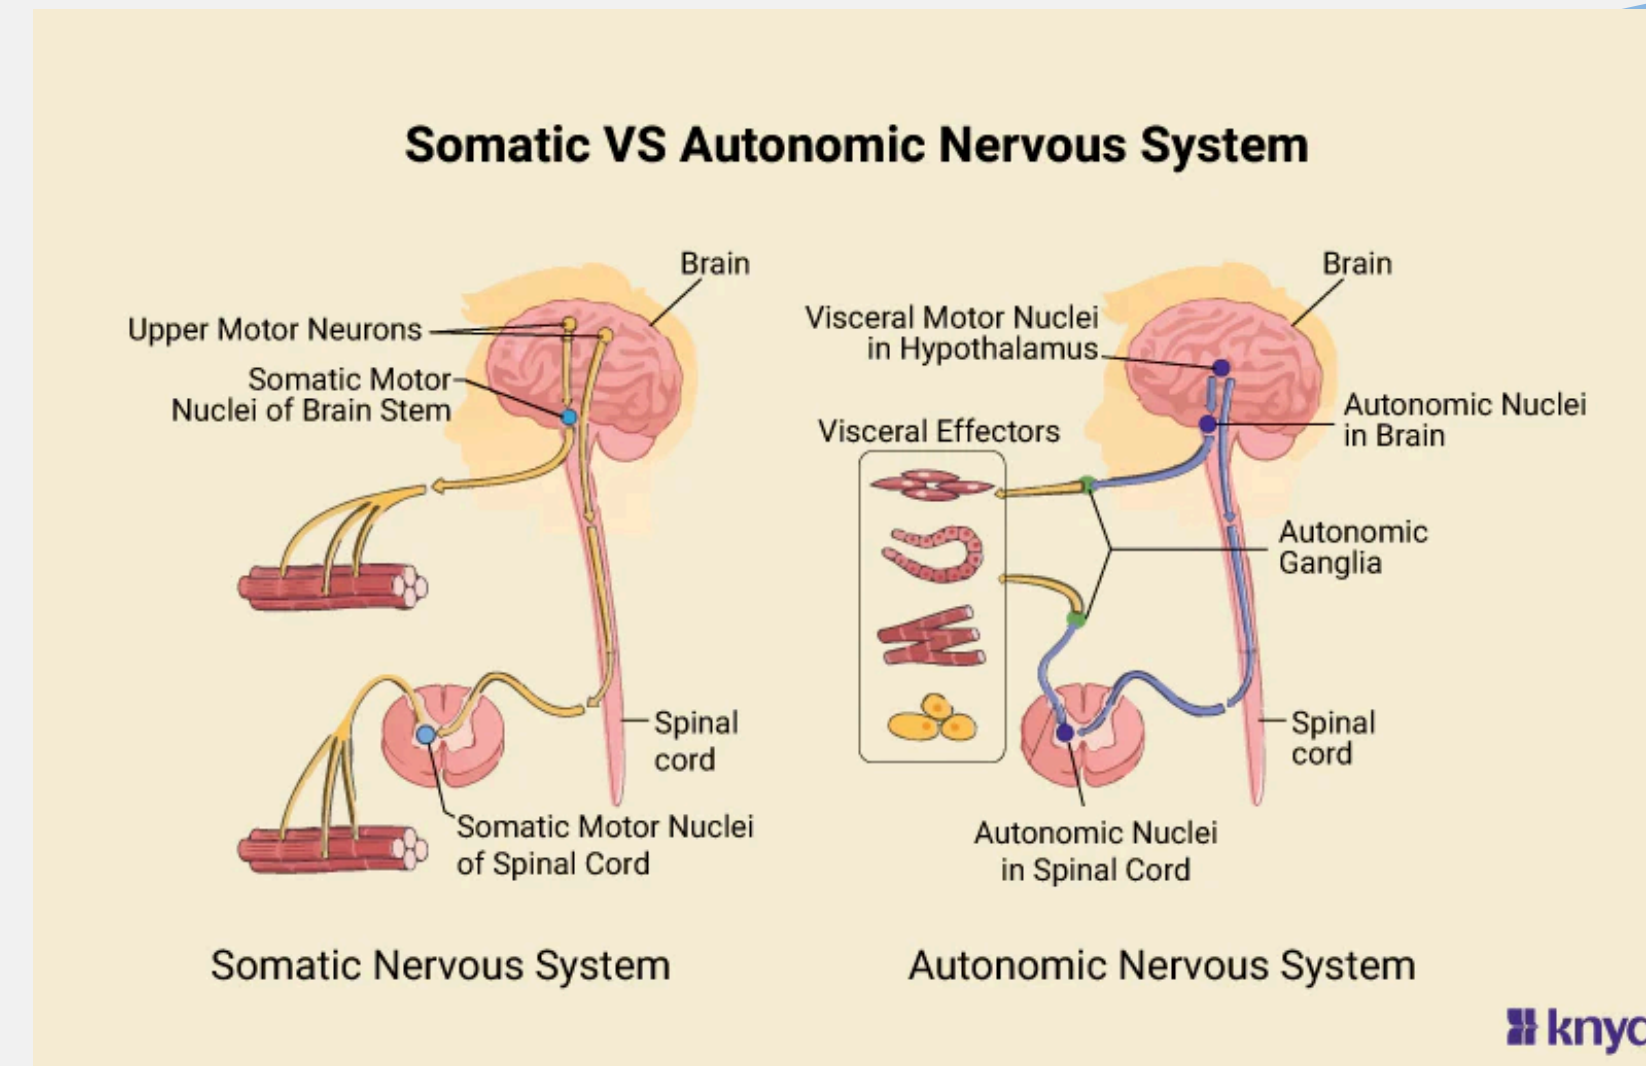 Somatic VS Autonomic Nervous System
Brain
Upper Motor Neurons
Somatic Motor
Nuclei of Brain Stem
Spinal
cord
Somatic Motor Nuclei
of Spinal Cord
Somatic Nervous System
Brain
Visceral Motor Nuclei
in Hypothalamus
Autonomic Nuclei
in Brain
Visceral Effectors
Autonomic
Ganglia
Spinal
cord
Autonomic Nuclei
in Spinal Cord
Autonomic Nervous System